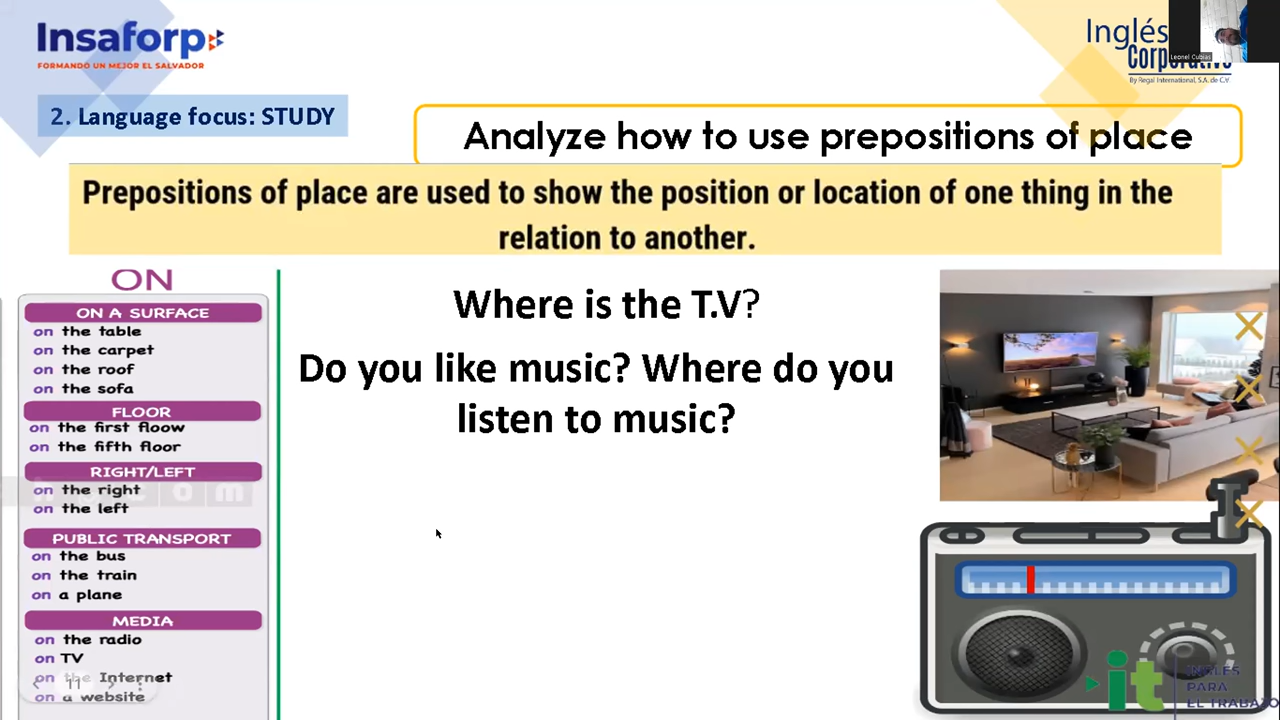 Insaforp
FORMANDO UN MEJOR EL SALVADOR
Inglés
Corporativo
By Regal International, S.A. de C.V
Leonel Cubias
2. Language focus: STUDY
Analyze how to use prepositions of place
Prepositions of place are used to show the position or location of one thing in the
relation to another.
ON
ON A SURFACE
on the table
on the carpet
on the roof
on the sofa
FLOOR
on the first floow
on the fifth floor
RIGHT/LEFT
on the right
on the left
PUBLIC TRANSPORT
on the bus
on the train
on a plane
MEDIA
on the radio
on TV
on the Internet
on a website
11
Where is the T.V?
Do you like music? Where do you
listen to music?
it
INGLÉS
PARA
EL TRABAJO